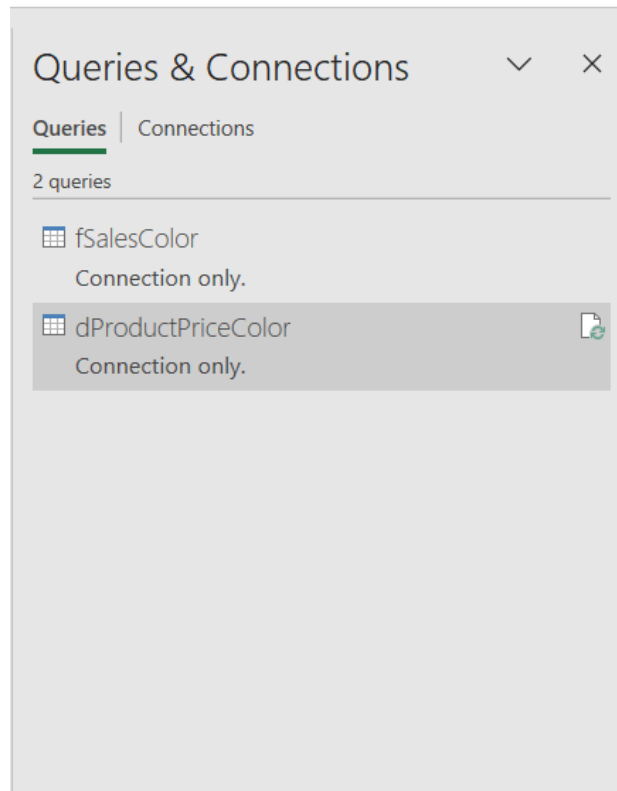 Queries & Connections
Queries Connections
2 queries
fSalesColor
Connection only.
dProductPriceColor
Connection only.